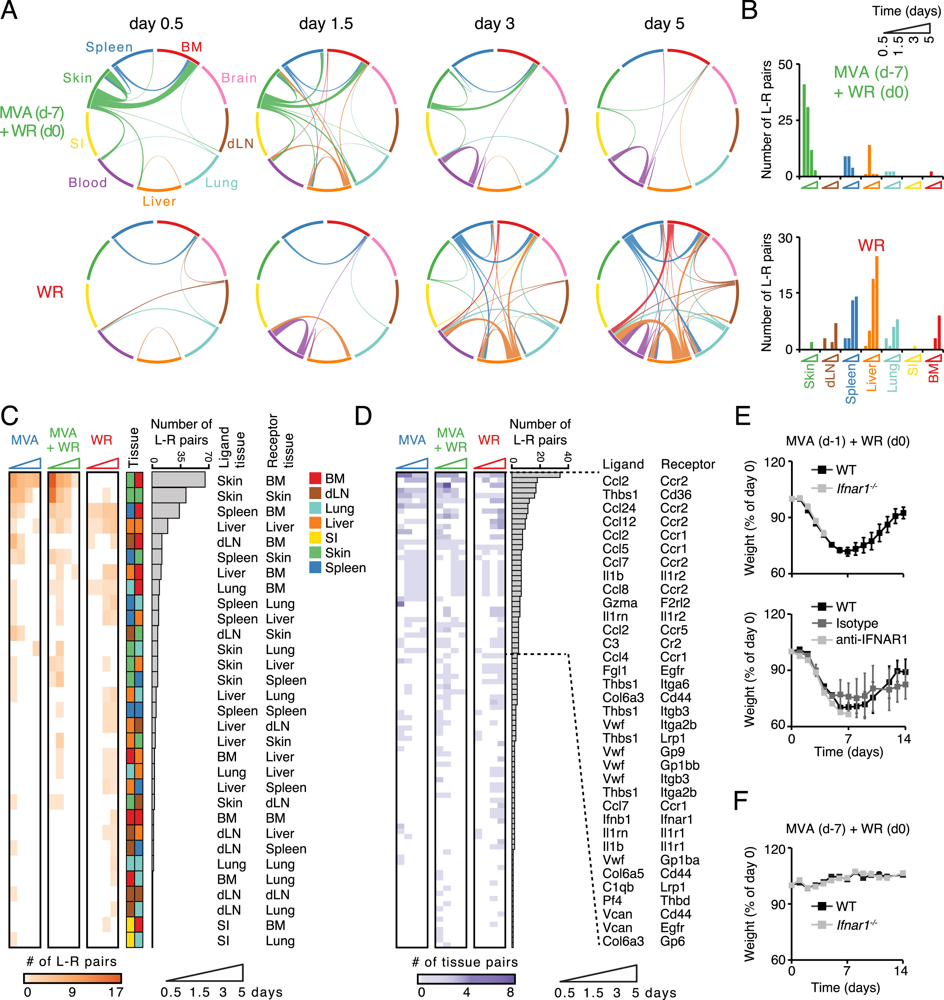 A
day 0.5
day 1.5
day 3
day 5
Spleen
BM
Skin
Brain
MVA (d-7)
+ WR (d0)
SI
dLN
Blood
Lung
Liver
WR
B
Time (days)
0.5
1.5
3
5
Number of L-R pairs
50
25
0
MVA (d-7)
+ WR (d0)
Number of L-R pairs
30
15
0
WR
Skin
dLN
Spleen
Liver
Lung
SI
BM
C
MVA
MVA
+ WR
WR
Tissue
Number of
L-R pairs
0
35
70
Ligand
tissue
Receptor
tissue
Skin BM
Skin Skin
Spleen BM
Liver Liver
dLN BM
Spleen Skin
Liver BM
Lung BM
Spleen Lung
Spleen Liver
dLN Skin
Skin Lung
Skin Liver
Skin Spleen
Liver Lung
Spleen Spleen
Liver dLN
Liver Skin
BM Liver
Lung Liver
Liver Spleen
Skin dLN
BM BM
dLN Liver
dLN Spleen
Lung Lung
BM Lung
dLN dLN
dLN Lung
SI BM
SI Lung
BM
dLN
Lung
Liver
SI
Skin
Spleen
# of L-R pairs
0 9 17
0.5 1.5 3 5 days
D
MVA
MVA
+ WR
WR
Number of
L-R pairs
0
20
40
Ligand Receptor
Ccl2 Ccr2
Thbs1 Cd36
Ccl24 Ccr2
Ccl12 Ccr2
Ccl2 Ccr1
Ccl5 Ccr1
Ccl7 Ccr2
Il1b Il1r2
Ccl8 Ccr2
Gzma F2rl2
Il1rn Il1r2
Ccl2 Ccr5
C3 Cr2
Ccl4 Ccr1
Fgl1 Egfr
Thbs1 Itga6
Col6a3 Cd44
Thbs1 Itgb3
Vwf Itga2b
Thbs1 Lrp1
Vwf Gp9
Vwf Gp1bb
Vwf Itgb3
Thbs1 Itga2b
Ccl7 Ccr1
Ifnb1 Ifnar1
Il1rn Il1r1
Il1b Il1r1
Vwf Gp1ba
Col6a5 Cd44
C1qb Lrp1
Pf4 Thbd
Vcan Cd44
Vcan Egfr
Col6a3 Gp6
# of tissue pairs
0 4 8
0.5 1.5 3 5 days
E
MVA (d-1) + WR (d0)
Weight (% of day 0)
120
90
60
WT
Ifnar1-/-
Weight (% of day 0)
120
90
60
WT
Isotype
anti-IFNAR1
0 7 14
Time (days)
F
MVA (d-7) + WR (d0)
Weight (% of day 0)
120
90
60
WT
Ifnar1-/-
0 7 14
Time (days)